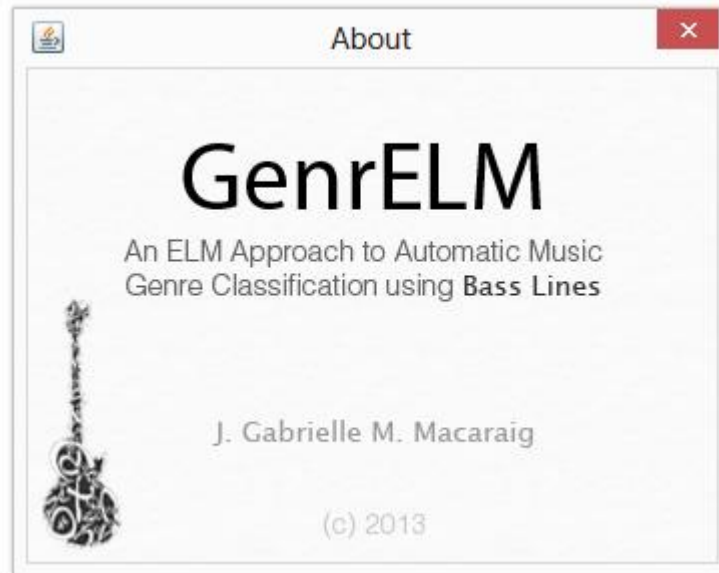 About
GenrELM
An ELM Approach to Automatic Music
Genre Classification using Bass Lines
J. Gabrielle M. Macaraig
(c) 2013